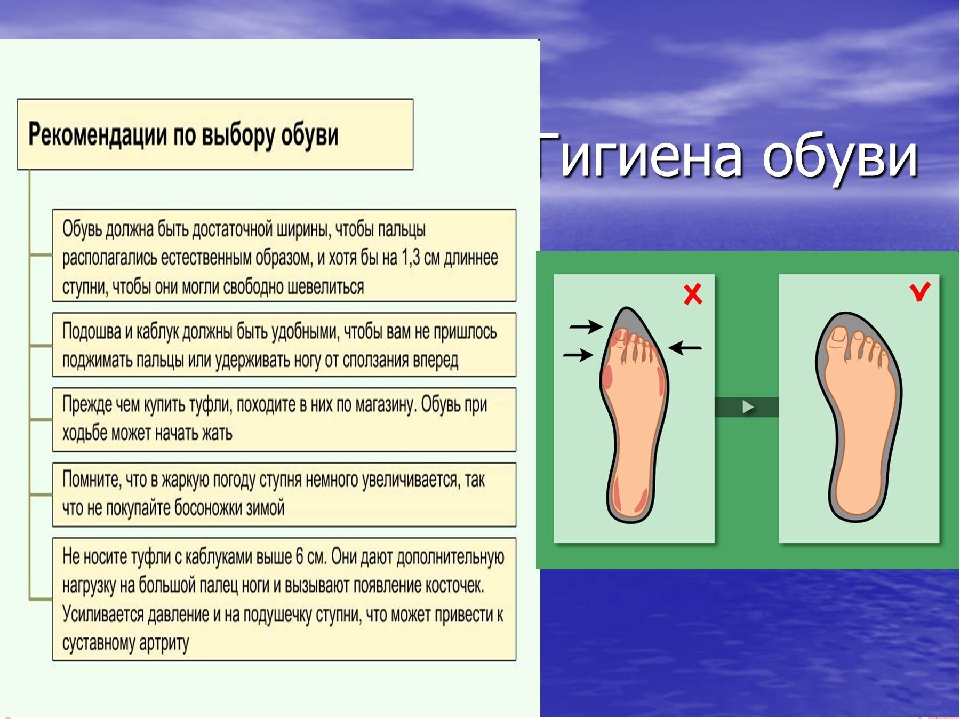 Гигиена обуви
Рекомендации по выбору обуви
Обувь должна быть достаточной ширины, чтобы пальцы
располагались естественным образом, и хотя бы на 1,3 см длиннее
ступни, чтобы они могли свободно шевелиться
Подошва и каблук должны быть удобными, чтобы вам не пришлось
поджимать пальцы или удерживать ногу от сползания вперед
Прежде чем купить туфли, походите в них по магазину. Обувь при
ходьбе может начать жать
Помните, что в жаркую погоду ступня немного увеличивается, так
что не покупайте босоножки зимой
Не носите туфли с каблуками выше 6 см. Они дают дополнительную
нагрузку на большой палец ноги и вызывают появление косточек.
Усиливается давление и на подушечку ступни, что может привести к
суставному артриту